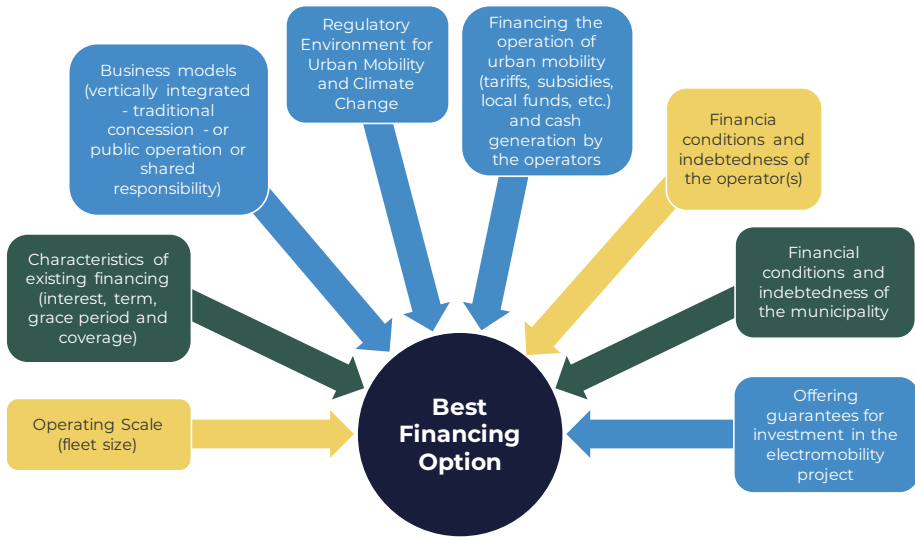 Regulatory
Environment for
Urban Mobility
and Climate
Change
Financing the
operation of
urban mobility
(tariffs, subsidies,
local funds, etc.)
and cash
generation by
the operators
Business models
(vertically integrated
- traditional
concession - or
public operation or
shared
responsibility)
Financia
conditions and
indebtedness of
the operator(s)
Characteristics of
existing financing
(interest, term,
grace period and
coverage)
Financial
conditions and
indebtedness of
the municipality
Operating Scale
(fleet size)
Best
Financing
Option
Offering
guarantees for
investment in the
electromobility
project